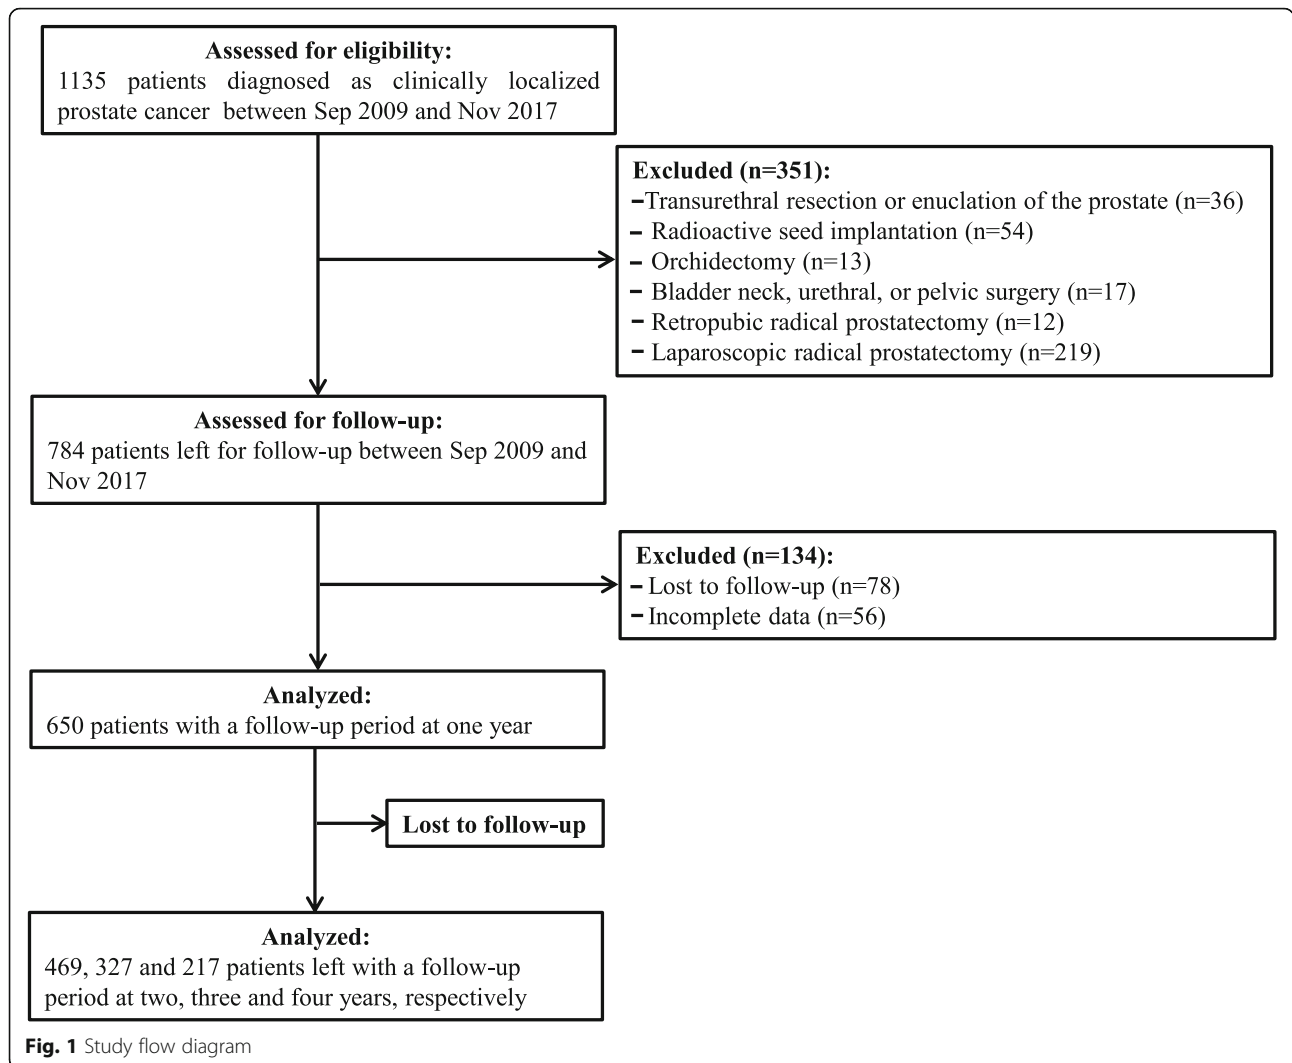 Assessed for eligibility:
1135 patients diagnosed as clinically localized
prostate cancer between Sep 2009 and Nov 2017
Excluded (n=351):
–Transurethral resection or enuclation of the prostate (n=36)
– Radioactive seed implantation (n=54)
– Orchidectomy (n=13)
– Bladder neck, urethral, or pelvic surgery (n=17)
– Retropubic radical prostatectomy (n=12)
– Laparoscopic radical prostatectomy (n=219)
Assessed for follow-up:
784 patients left for follow-up between Sep 2009 and
Nov 2017
Excluded (n=134):
– Lost to follow-up (n=78)
– Incomplete data (n=56)
Analyzed:
650 patients with a follow-up period at one year
Lost to follow-up
Analyzed:
469, 327 and 217 patients left with a follow-up
period at two, three and four years, respectively
Fig. 1 Study flow diagram